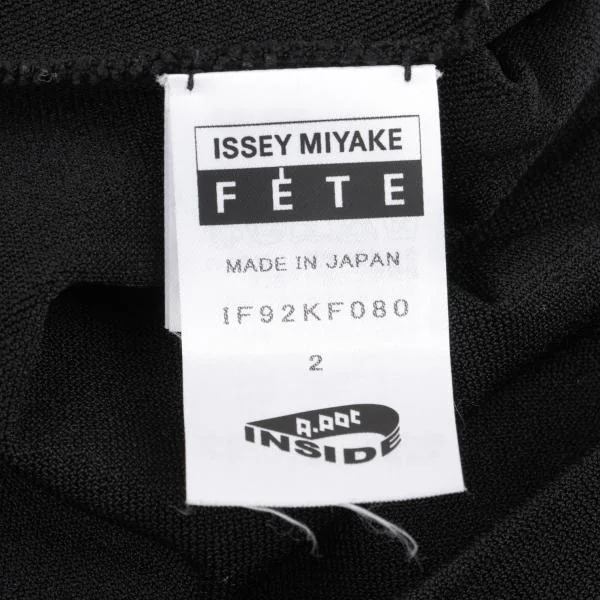 ISSEY MIYAKE
FÊTE
MADE IN JAPAN
IF92KF080
2
A-POC
INSIDE